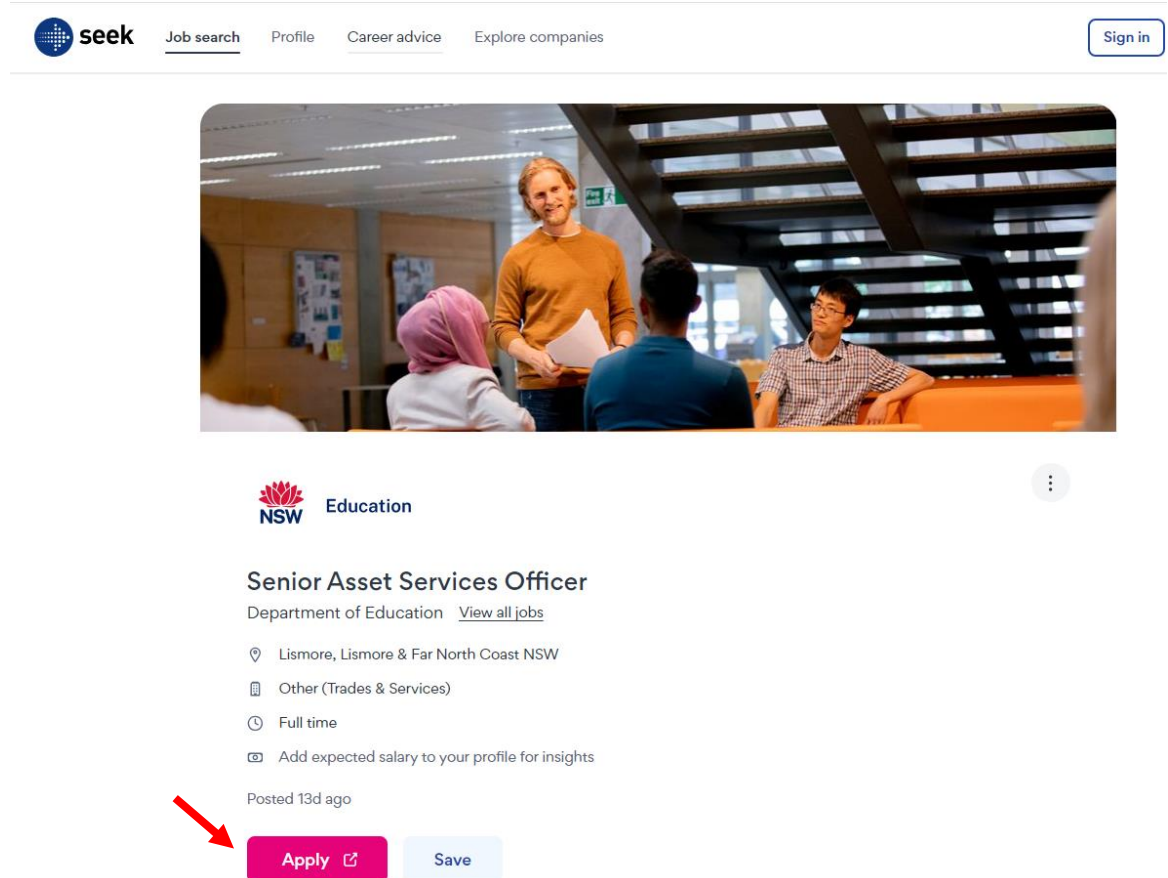 seek Job search Profile Career advice Explore companies Sign in
Fire exit
NSW Education
Senior Asset Services Officer
Department of Education View all jobs
Lismore, Lismore & Far North Coast NSW
Other (Trades & Services)
Full time
Add expected salary to your profile for insights
Posted 13d ago
Apply Save